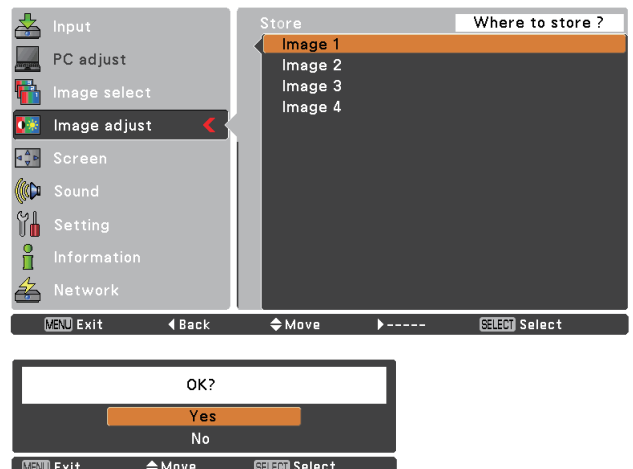 Input
PC adjust
Image select
Image adjust
Screen
Sound
Setting
Information
Network
Store
Where to store ?
Image 1
Image 2
Image 3
Image 4
MENU Exit
Back
Move
-----
SELECT Select
OK?
Yes
No
MENU Exit
Move
SELECT Select